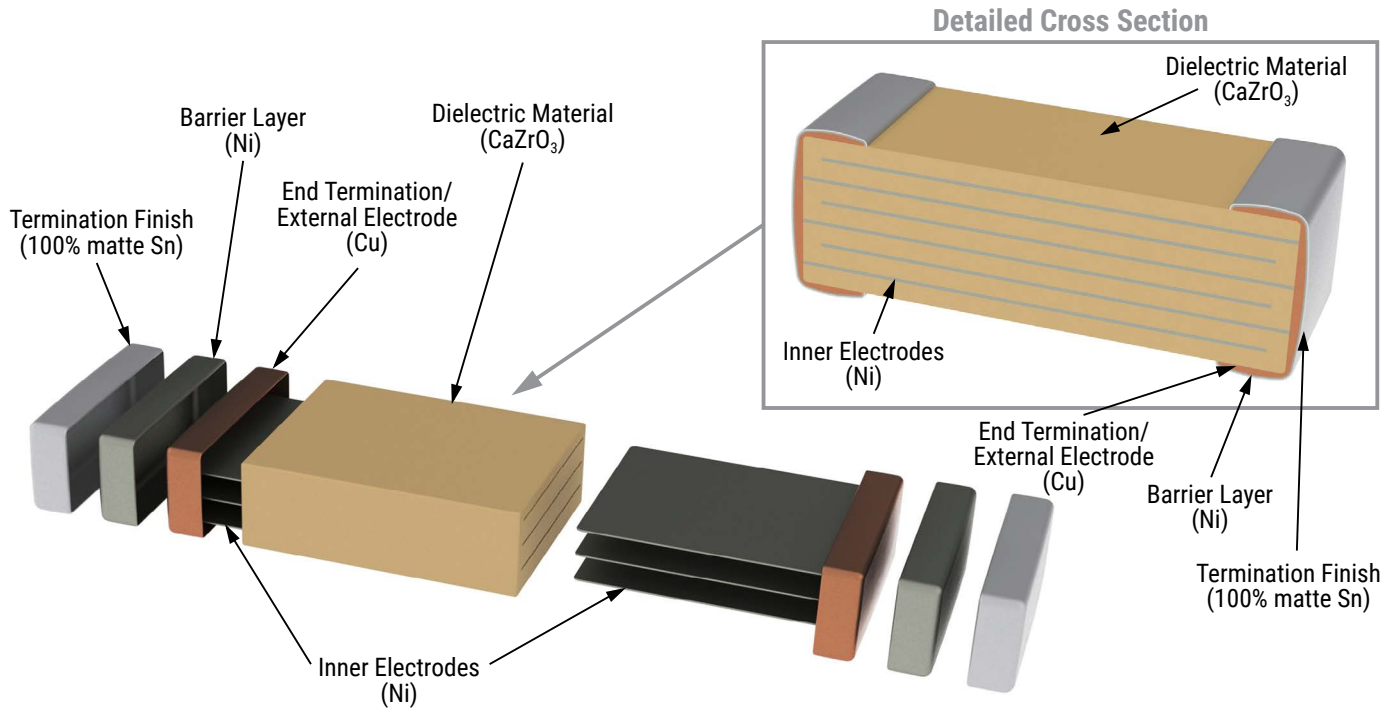 Detailed Cross Section
Dielectric Material
(CaZrO₃)
Inner Electrodes
(Ni)
End Termination/
External Electrode
(Cu)
Barrier Layer
(Ni)
Termination Finish
(100% matte Sn)
Dielectric Material
(CaZrO₃)
Barrier Layer
(Ni)
End Termination/
External Electrode
(Cu)
Termination Finish
(100% matte Sn)
Inner Electrodes
(Ni)